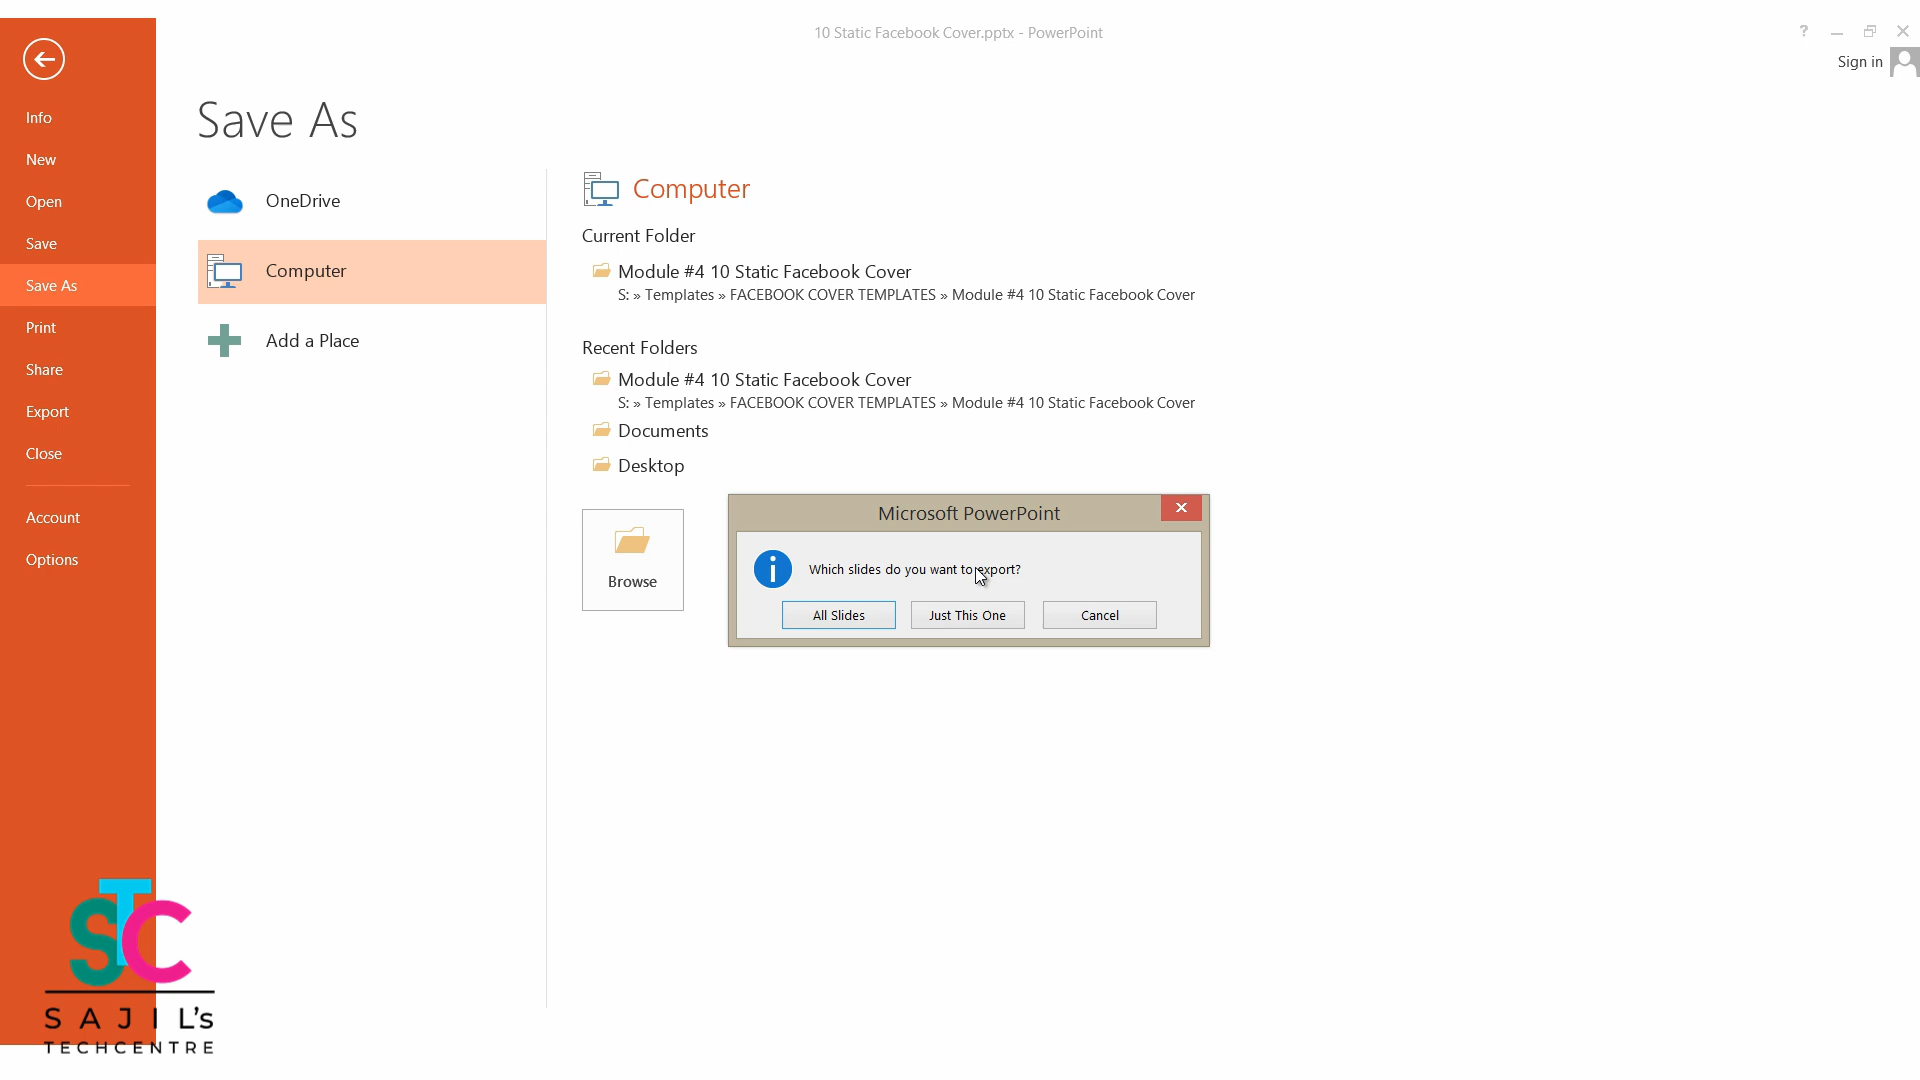 10 Static Facebook Cover.pptx - PowerPoint
?
Sign in
Info
New
Open
Save
Save As
Print
Share
Export
Close
Account
Options
Save As
OneDrive
Computer
Add a Place
Computer
Current Folder
Module #4 10 Static Facebook Cover
S: » Templates » FACEBOOK COVER TEMPLATES » Module #4 10 Static Facebook Cover
Recent Folders
Module #4 10 Static Facebook Cover
S: » Templates » FACEBOOK COVER TEMPLATES » Module #4 10 Static Facebook Cover
Documents
Desktop
Browse
Microsoft PowerPoint
Which slides do you want to export?
All Slides
Just This One
Cancel
STC
SAJIL's
TECHCENTRE